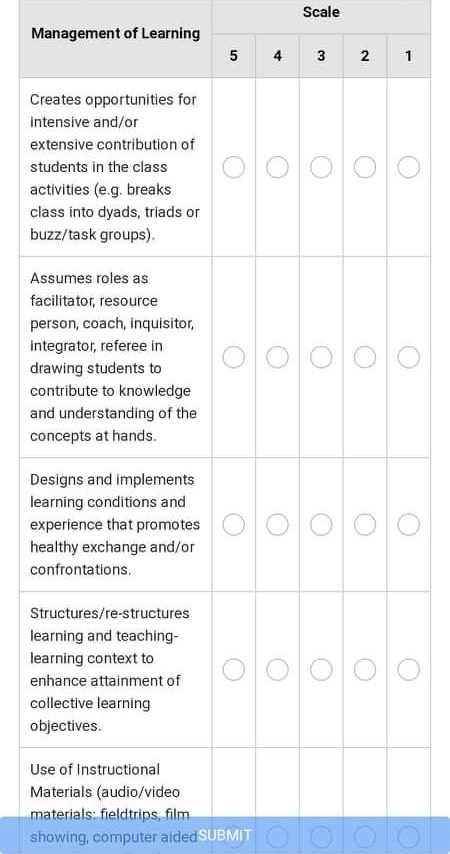 Scale
Management of Learning
5 4 3 2 1
Creates opportunities for
intensive and/or
extensive contribution of
students in the class
activities (e.g. breaks
class into dyads, triads or
buzz/task groups).
Assumes roles as
facilitator, resource
person, coach, inquisitor,
integrator, referee in
drawing students to
contribute to knowledge
and understanding of the
concepts at hands.
Designs and implements
learning conditions and
experience that promotes
healthy exchange and/or
confrontations.
Structures/re-structures
learning and teaching-
learning context to
enhance attainment of
collective learning
objectives.
Use of Instructional
Materials (audio/video
materials: fieldtrips, film
showing, computer aided
SUBMIT